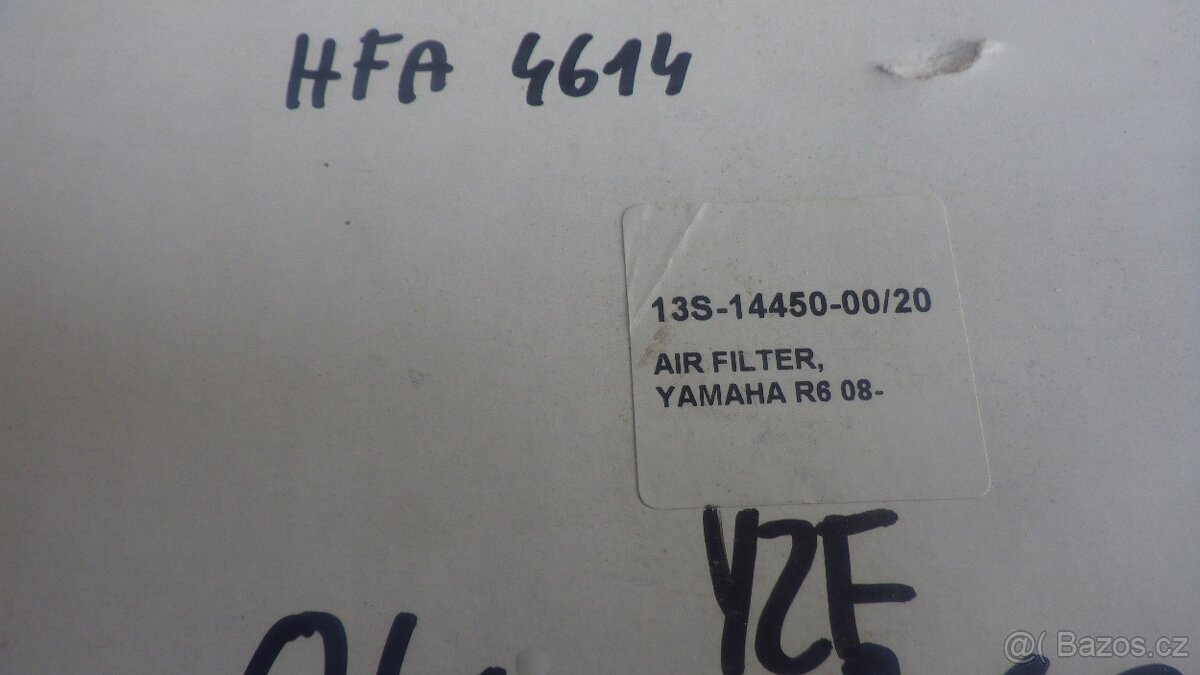 HFA 4614
13S-14450-00/20
AIR FILTER,
YAMAHA R6 08-
YZF
@( Bazos.cz